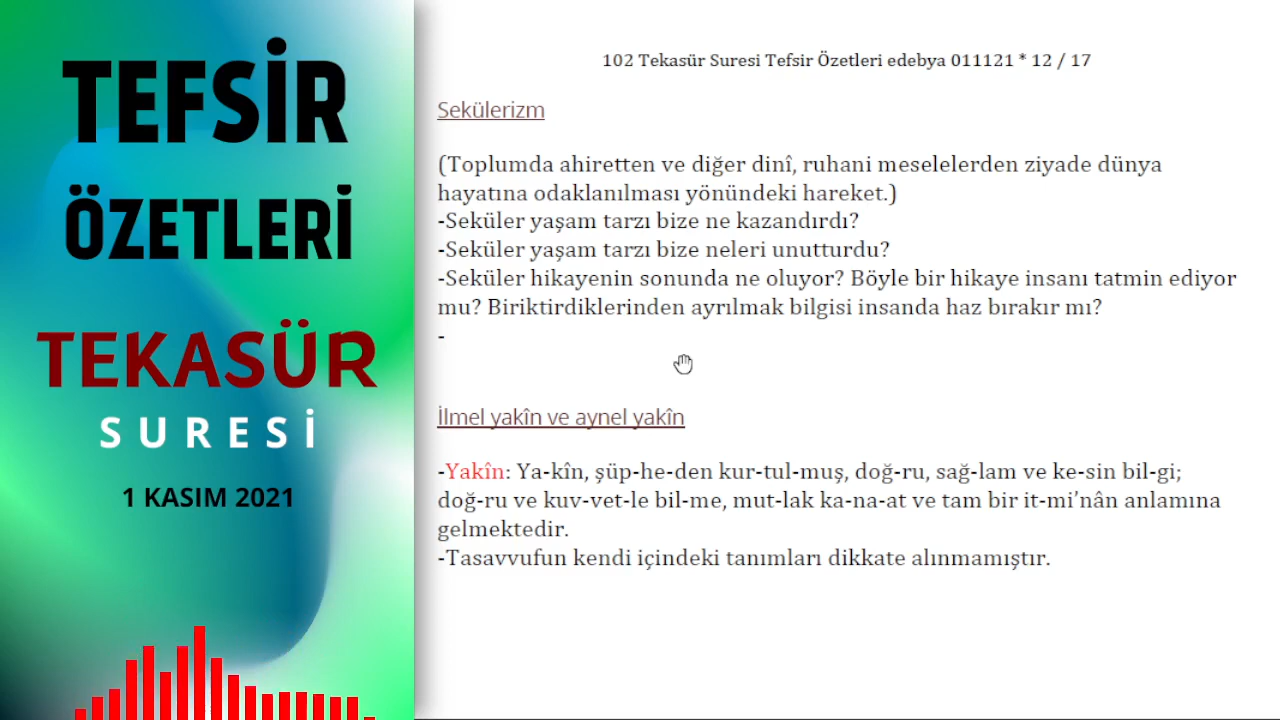 TEFSİR
ÖZETLERİ
TEKASÜR
SURESİ
1 KASIM 2021
102 Tekasür Suresi Tefsir Özetleri edebya 011121 * 12 / 17
Sekülerizm
(Toplumda ahiretten ve diğer dinî, ruhani meselelerden ziyade dünya
hayatına odaklanılması yönündeki hareket.)
-Seküler yaşam tarzı bize ne kazandırdı?
-Seküler yaşam tarzı bize neleri unutturdu?
-Seküler hikayenin sonunda ne oluyor? Böyle bir hikaye insanı tatmin ediyor
mu? Biriktirdiklerinden ayrılmak bilgisi insanda haz bırakır mı?
-
İlmel yakîn ve aynel yakîn
-Yakîn: Ya-kîn, şüp-he-den kur-tul-muş, doğ-ru, sağ-lam ve ke-sin bil-gi;
doğ-ru ve kuv-vet-le bil-me, mut-lak ka-na-at ve tam bir it-mi’nân anlamına
gelmektedir.
-Tasavvufun kendi içindeki tanımları dikkate alınmamıştır.